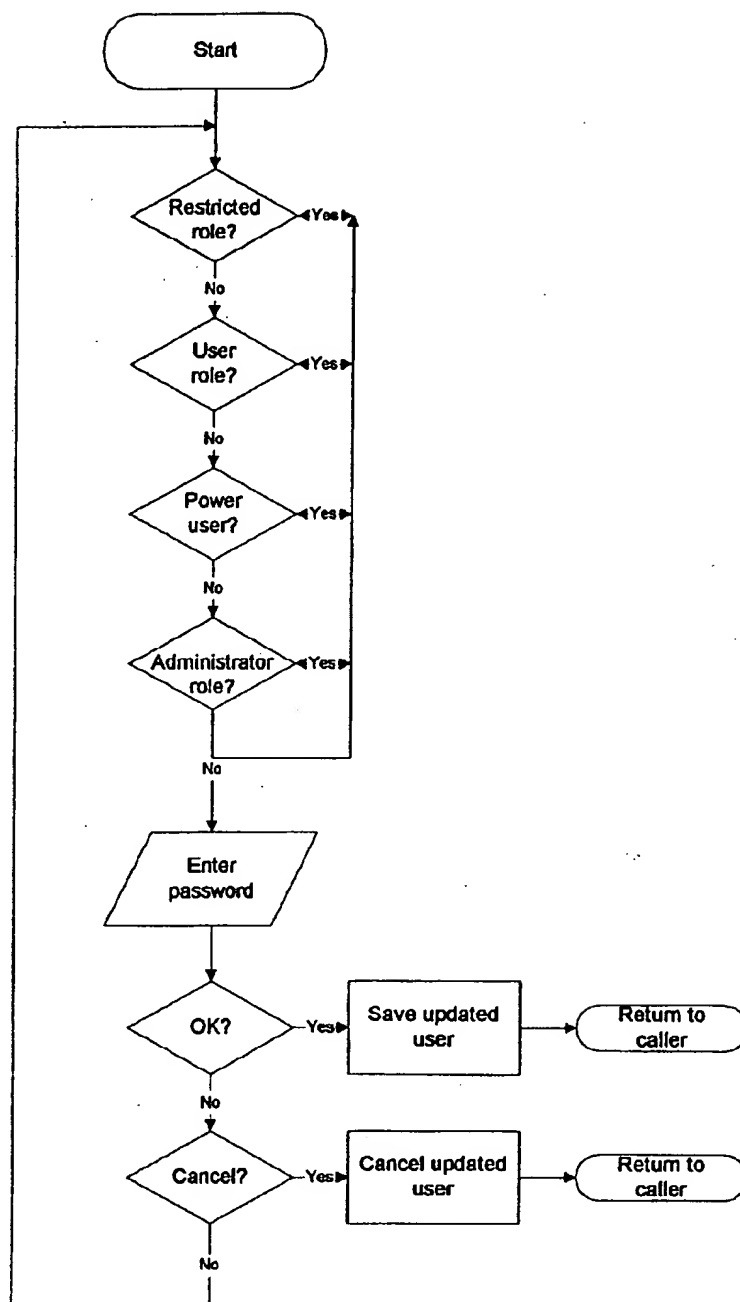 Start
Restricted
role?
Yes
No
User
role?
Yes
No
Power
user?
Yes
No
Administrator
role?
Yes
No
Enter
password
OK?
Yes
Save updated
user
Return to
caller
No
Cancel?
Yes
Cancel updated
user
Return to
caller
No